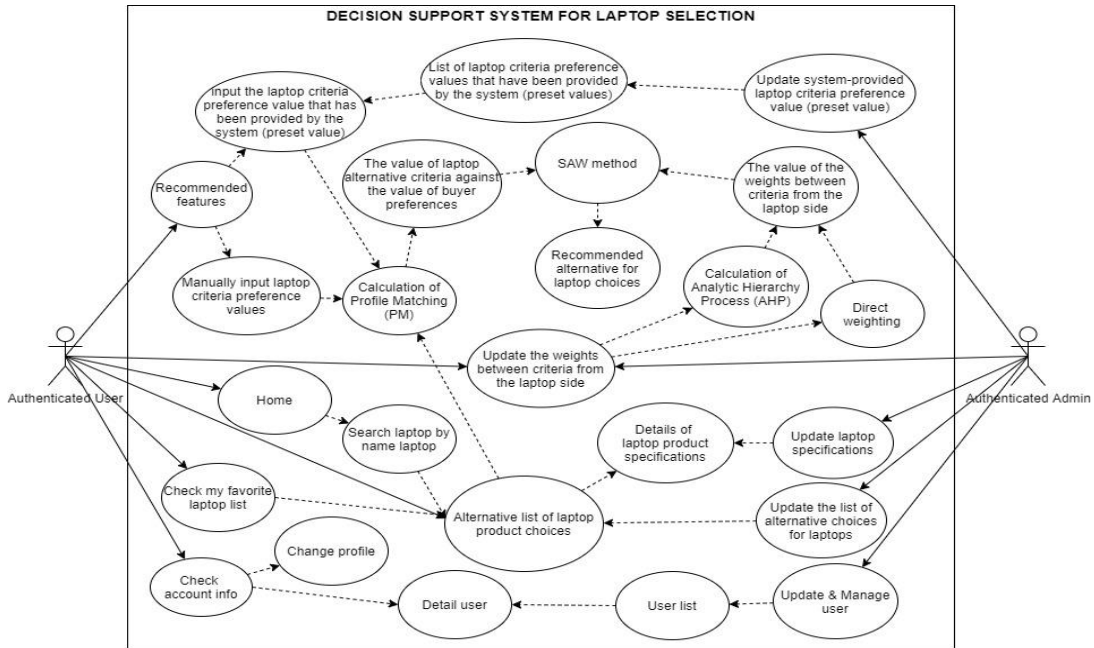 DECISION SUPPORT SYSTEM FOR LAPTOP SELECTION
List of laptop criteria preference
values that have been provided
by the system (preset values)
Input the laptop criteria
preference value that has
been provided by the
system (preset value)
Update system-provided
laptop criteria preference
value (preset value)
The value of laptop
alternative criteria against
the value of buyer
preferences
SAW method
The value of the
weights between
criteria from the
laptop side
Recommended
features
Recommended
alternative for
laptop choices
Manually input laptop
criteria preference
values
Calculation of
Profile Matching
(PM)
Calculation of
Analytic Hierarchy
Process (AHP)
Direct
weighting
Update the weights
between criteria from
the laptop side
Authenticated User
Authenticated Admin
Home
Search laptop by
name laptop
Details of
laptop product
specifications
Update laptop
specifications
Check my favorite
laptop list
Alternative list of laptop
product choices
Update the list of
alternative choices
for laptops
Change profile
Check
account info
Detail user
User list
Update & Manage
user